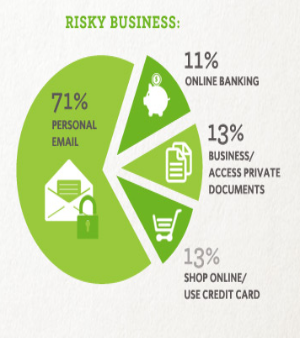 RISKY BUSINESS:
11%
ONLINE BANKING
71%
PERSONAL
EMAIL
13%
BUSINESS/
ACCESS PRIVATE
DOCUMENTS
13%
SHOP ONLINE/
USE CREDIT CARD